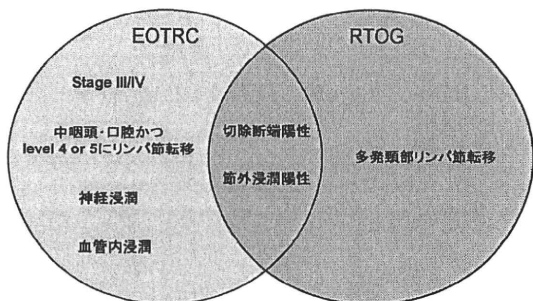 EOTRC
RTOG
Stage III/IV
中咽頭・口腔かつ
level 4 or 5にリンパ節転移
神経浸潤
血管内浸潤
切除断端陽性
節外浸潤陽性
多発頸部リンパ節転移